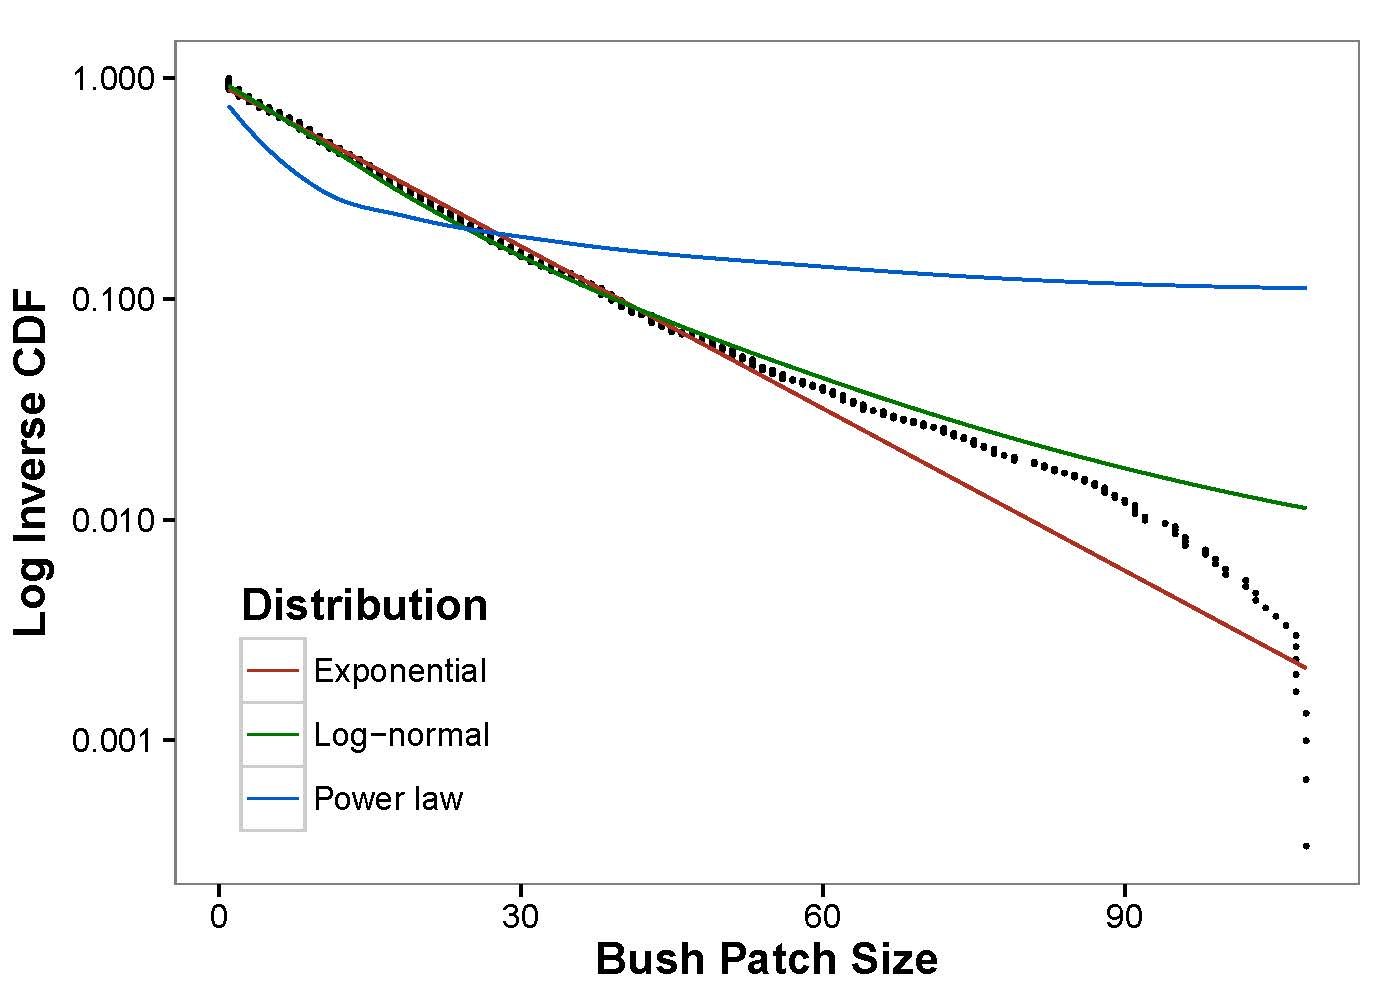 Log Inverse CDF
1.000
0.100
0.010
0.001
Distribution
Exponential
Log−normal
Power law
0 30 60 90
Bush Patch Size